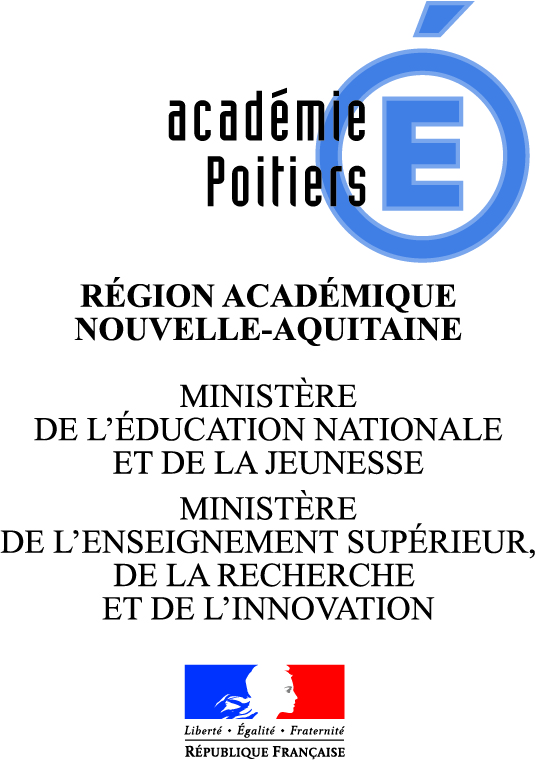 académie
Poitiers
É
RÉGION ACADÉMIQUE
NOUVELLE-AQUITAINE
MINISTÈRE
DE L’ÉDUCATION NATIONALE
ET DE LA JEUNESSE
MINISTÈRE
DE L’ENSEIGNEMENT SUPÉRIEUR,
DE LA RECHERCHE
ET DE L’INNOVATION
Liberté • Égalité • Fraternité
RÉPUBLIQUE FRANÇAISE